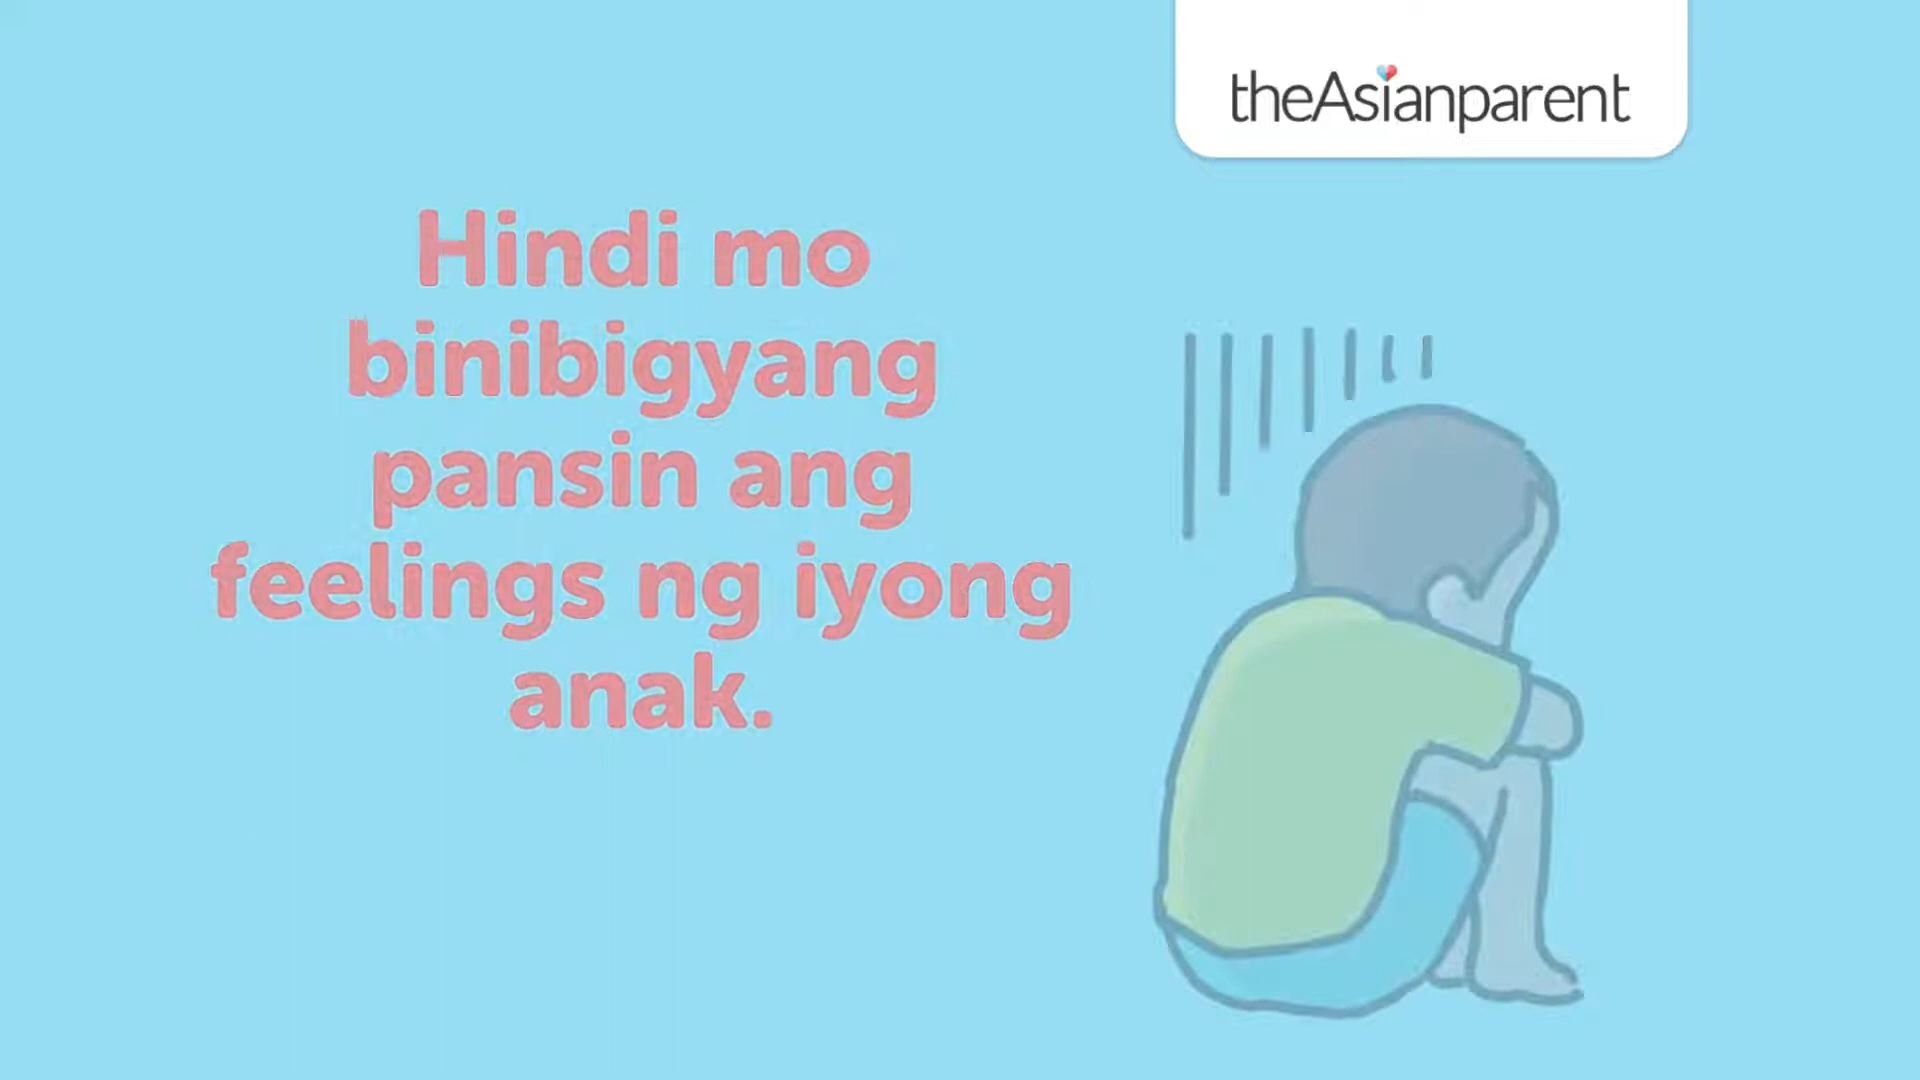 theAsianparent
Hindi mo
binibigyang
pansin ang
feelings ng iyong
anak.